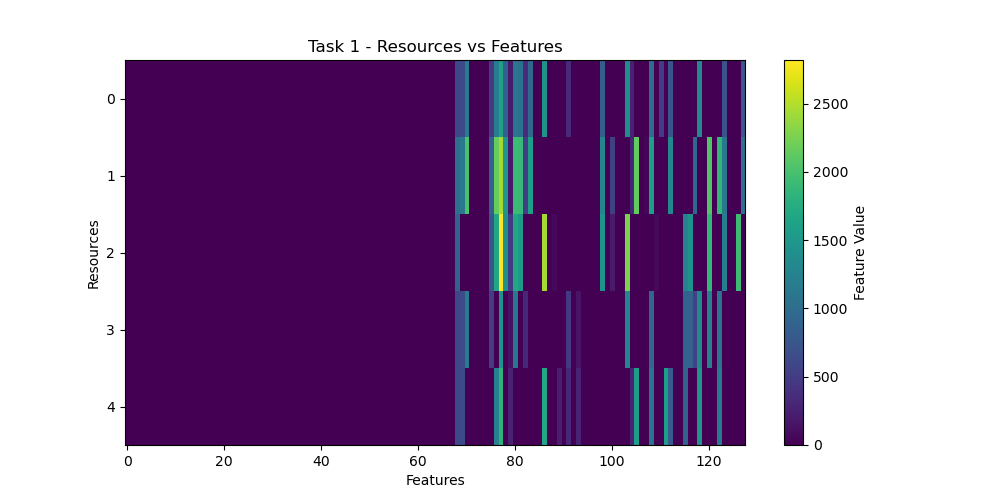 Task 1 - Resources vs Features
Resources
0
1
2
3
4
0 20 40 60 80 100 120
Features
2500
2000
1500
1000
500
0
Feature Value